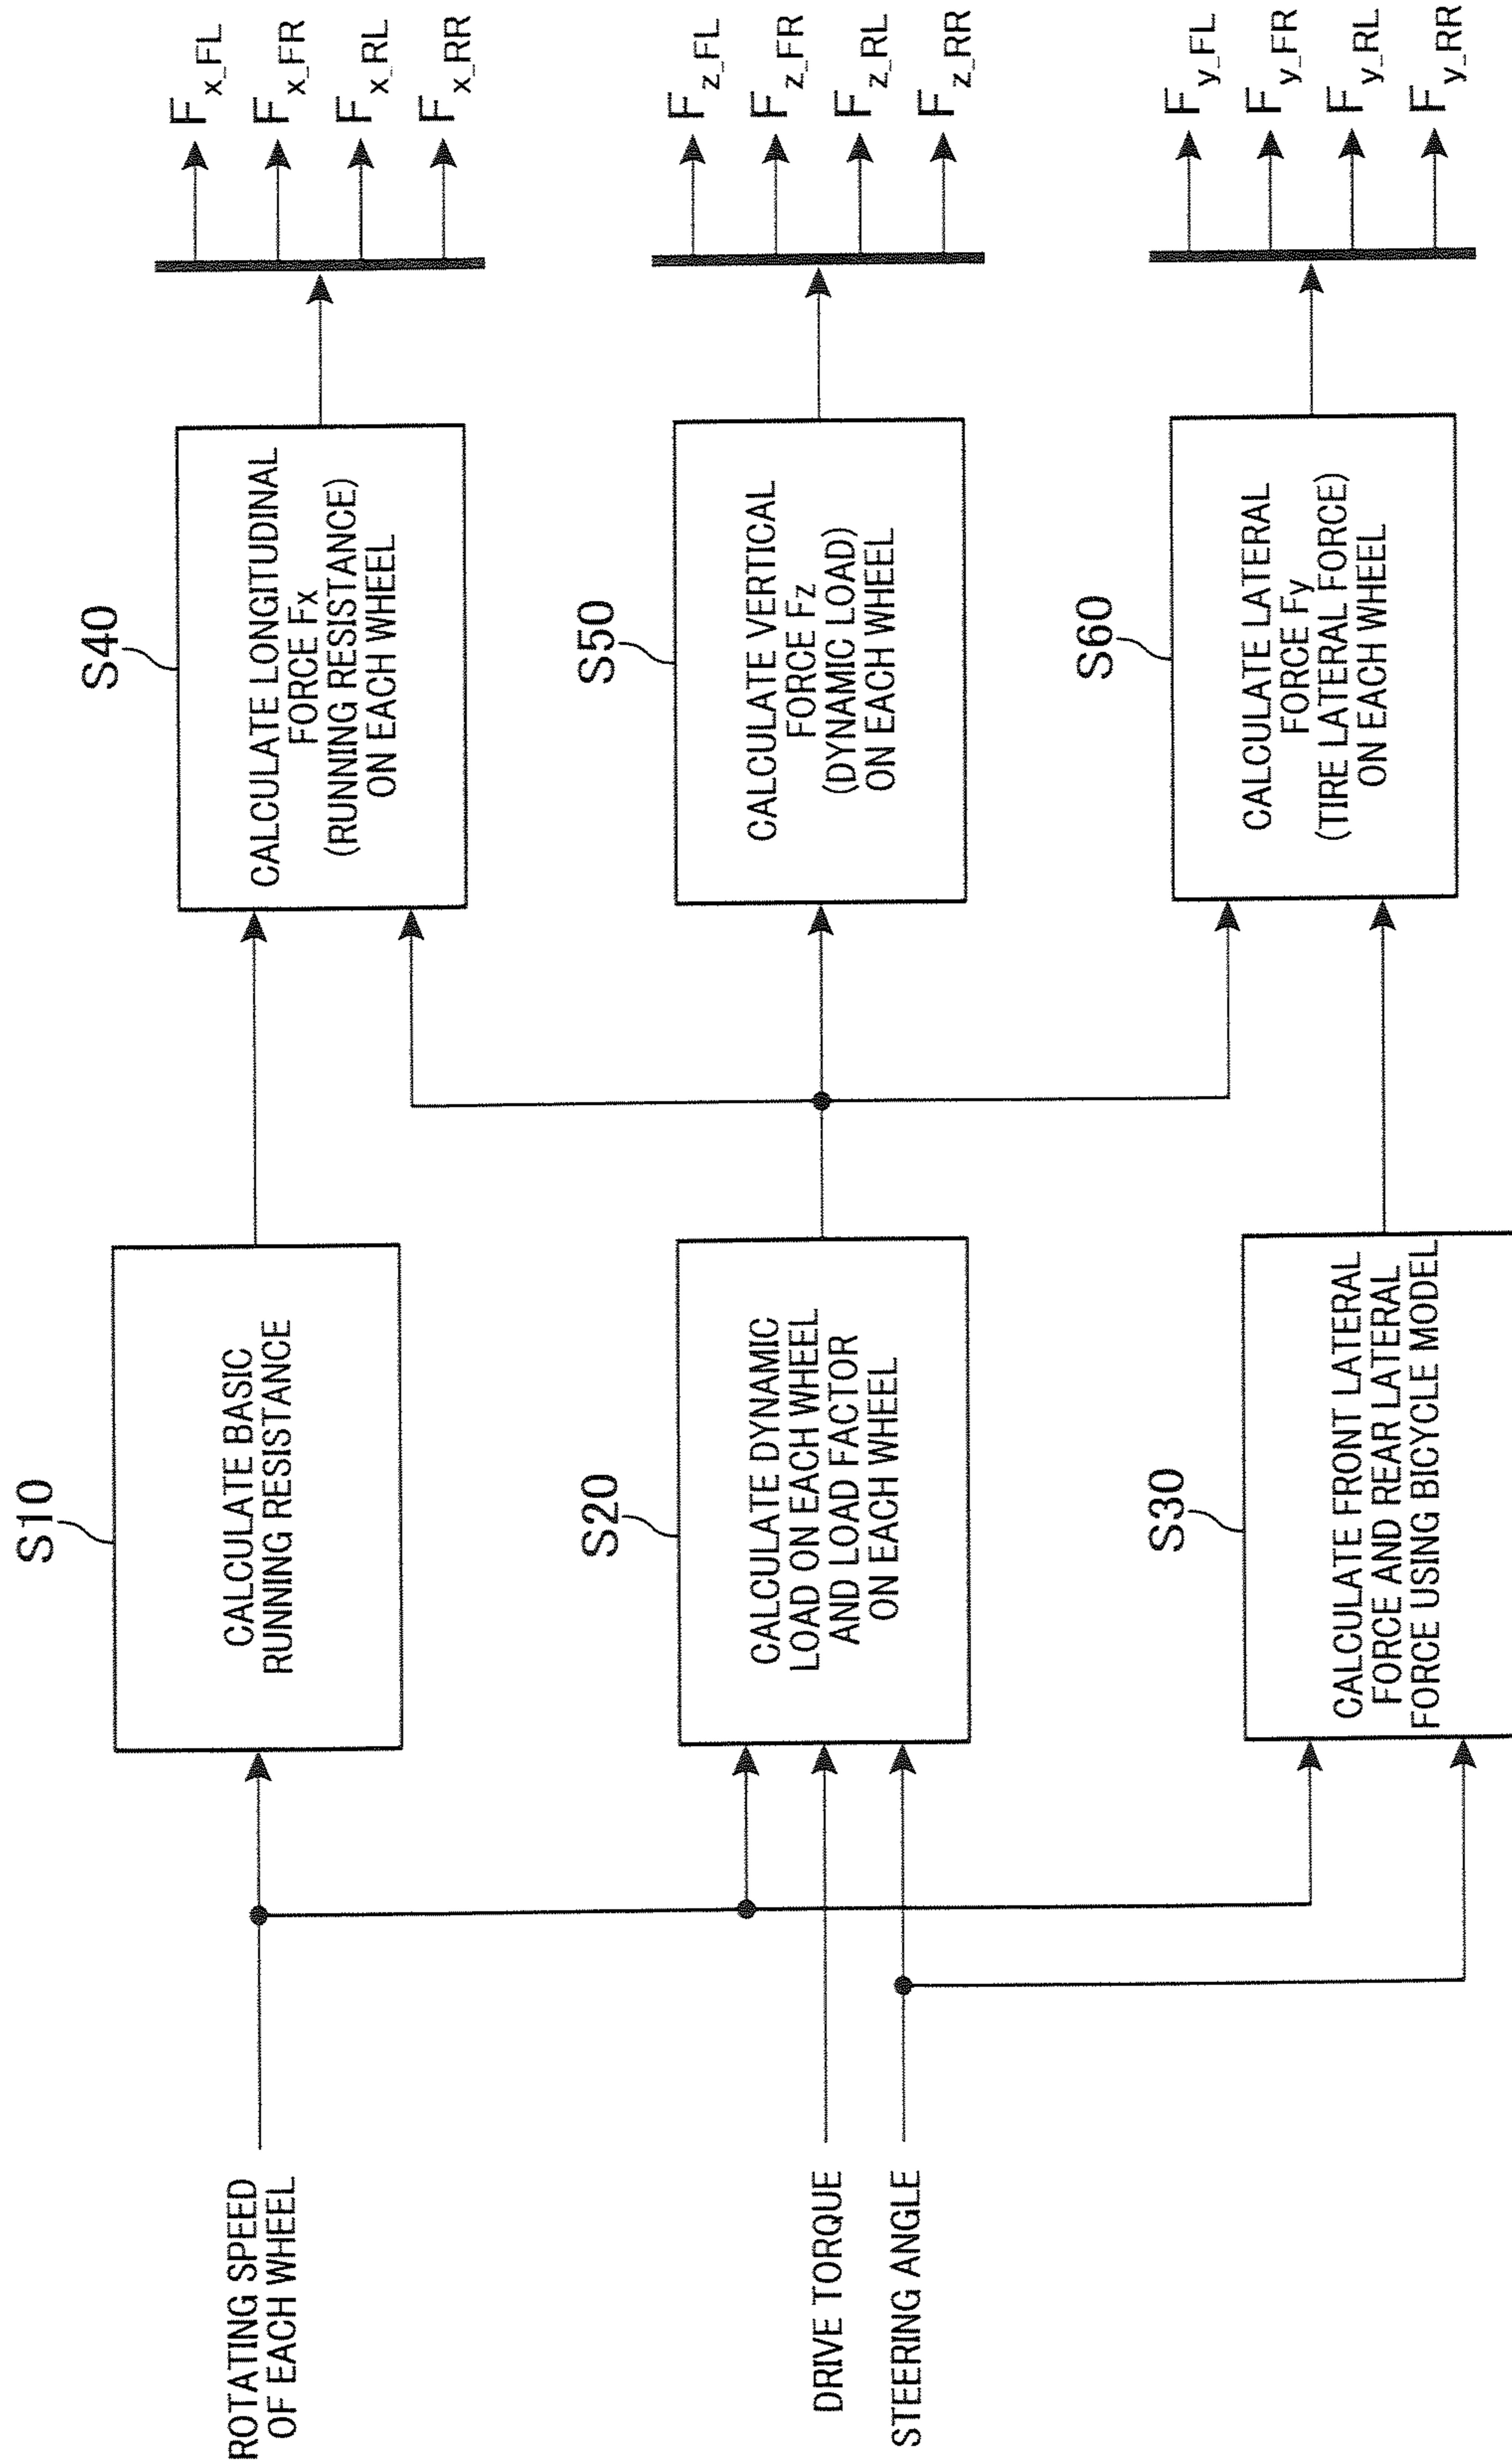 ROTATING SPEED
OF EACH WHEEL
DRIVE TORQUE
STEERING ANGLE
S10
CALCULATE BASIC
RUNNING RESISTANCE
S20
CALCULATE DYNAMIC
LOAD ON EACH WHEEL
AND LOAD FACTOR
ON EACH WHEEL
S30
CALCULATE FRONT LATERAL
FORCE AND REAR LATERAL
FORCE USING BICYCLE MODEL
S40
CALCULATE LONGITUDINAL
FORCE Fx
(RUNNING RESISTANCE)
ON EACH WHEEL
S50
CALCULATE VERTICAL
FORCE Fz
(DYNAMIC LOAD)
ON EACH WHEEL
S60
CALCULATE LATERAL
FORCE Fy
(TIRE LATERAL FORCE)
ON EACH WHEEL
Fx_FL
Fx_FR
Fx_RL
Fx_RR
Fz_FL
Fz_FR
Fz_RL
Fz_RR
Fy_FL
Fy_FR
Fy_RL
Fy_RR